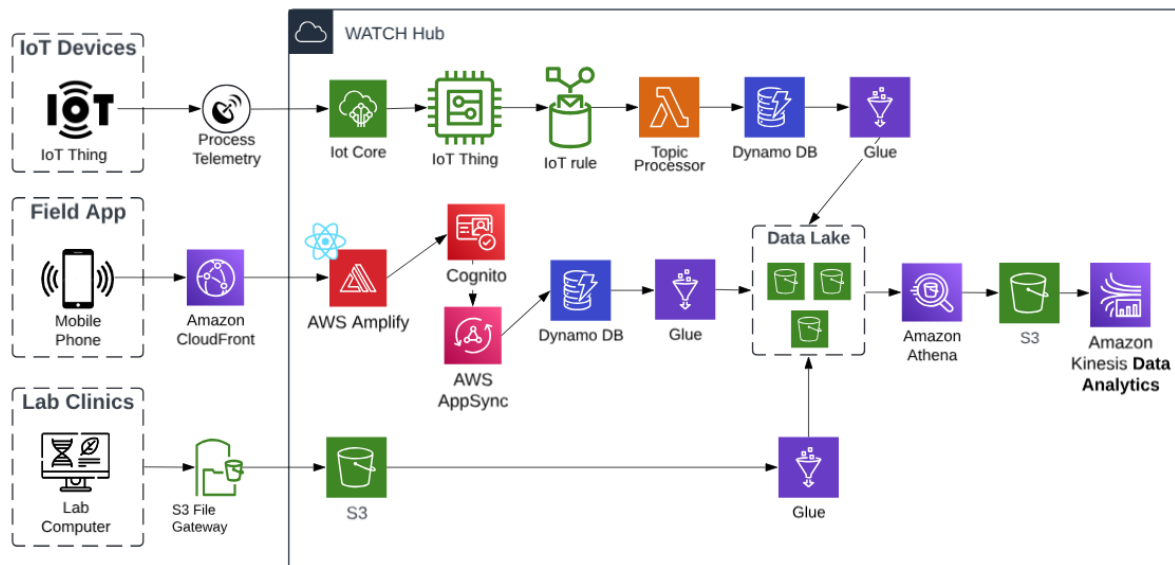 WATCH Hub
IoT Devices
IOT
IoT Thing
Process
Telemetry
Iot Core
IoT Thing
IoT rule
Topic
Processor
Dynamo DB
Glue
Field App
Mobile
Phone
Amazon
CloudFront
AWS Amplify
Cognito
AWS
AppSync
Dynamo DB
Glue
Data Lake
Amazon
Athena
S3
Amazon
Kinesis Data
Analytics
Lab Clinics
Lab
Computer
S3 File
Gateway
S3
Glue